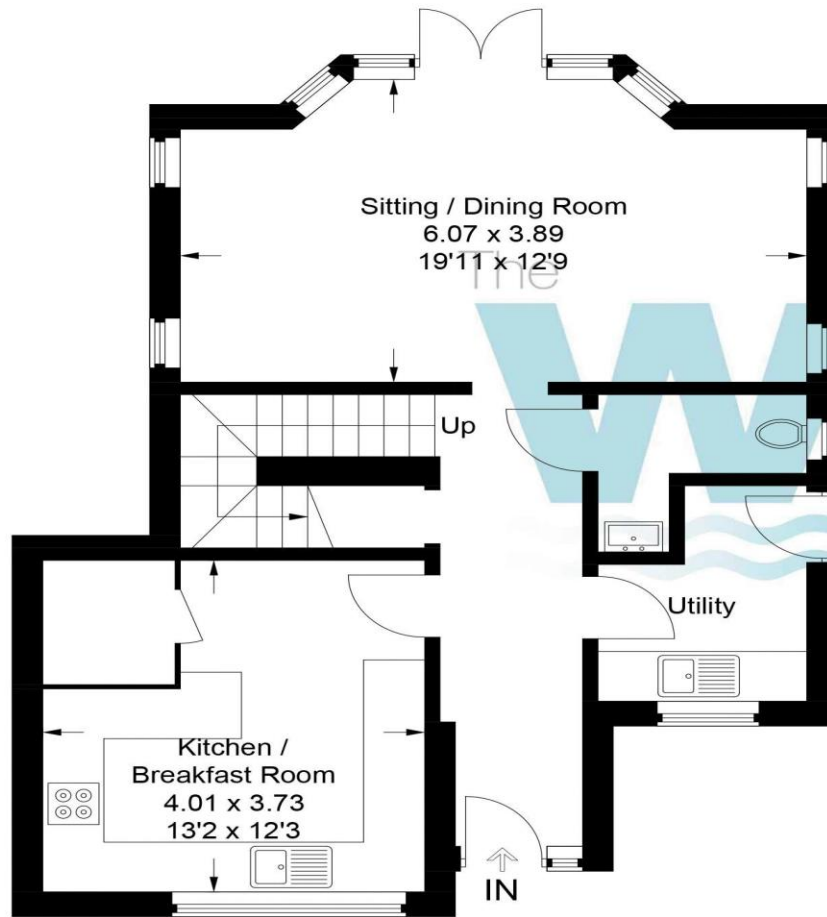 Sitting / Dining Room
6.07 x 3.89
19'11 x 12'9
The
W
Up
Utility
Kitchen /
Breakfast Room
4.01 x 3.73
13'2 x 12'3
IN